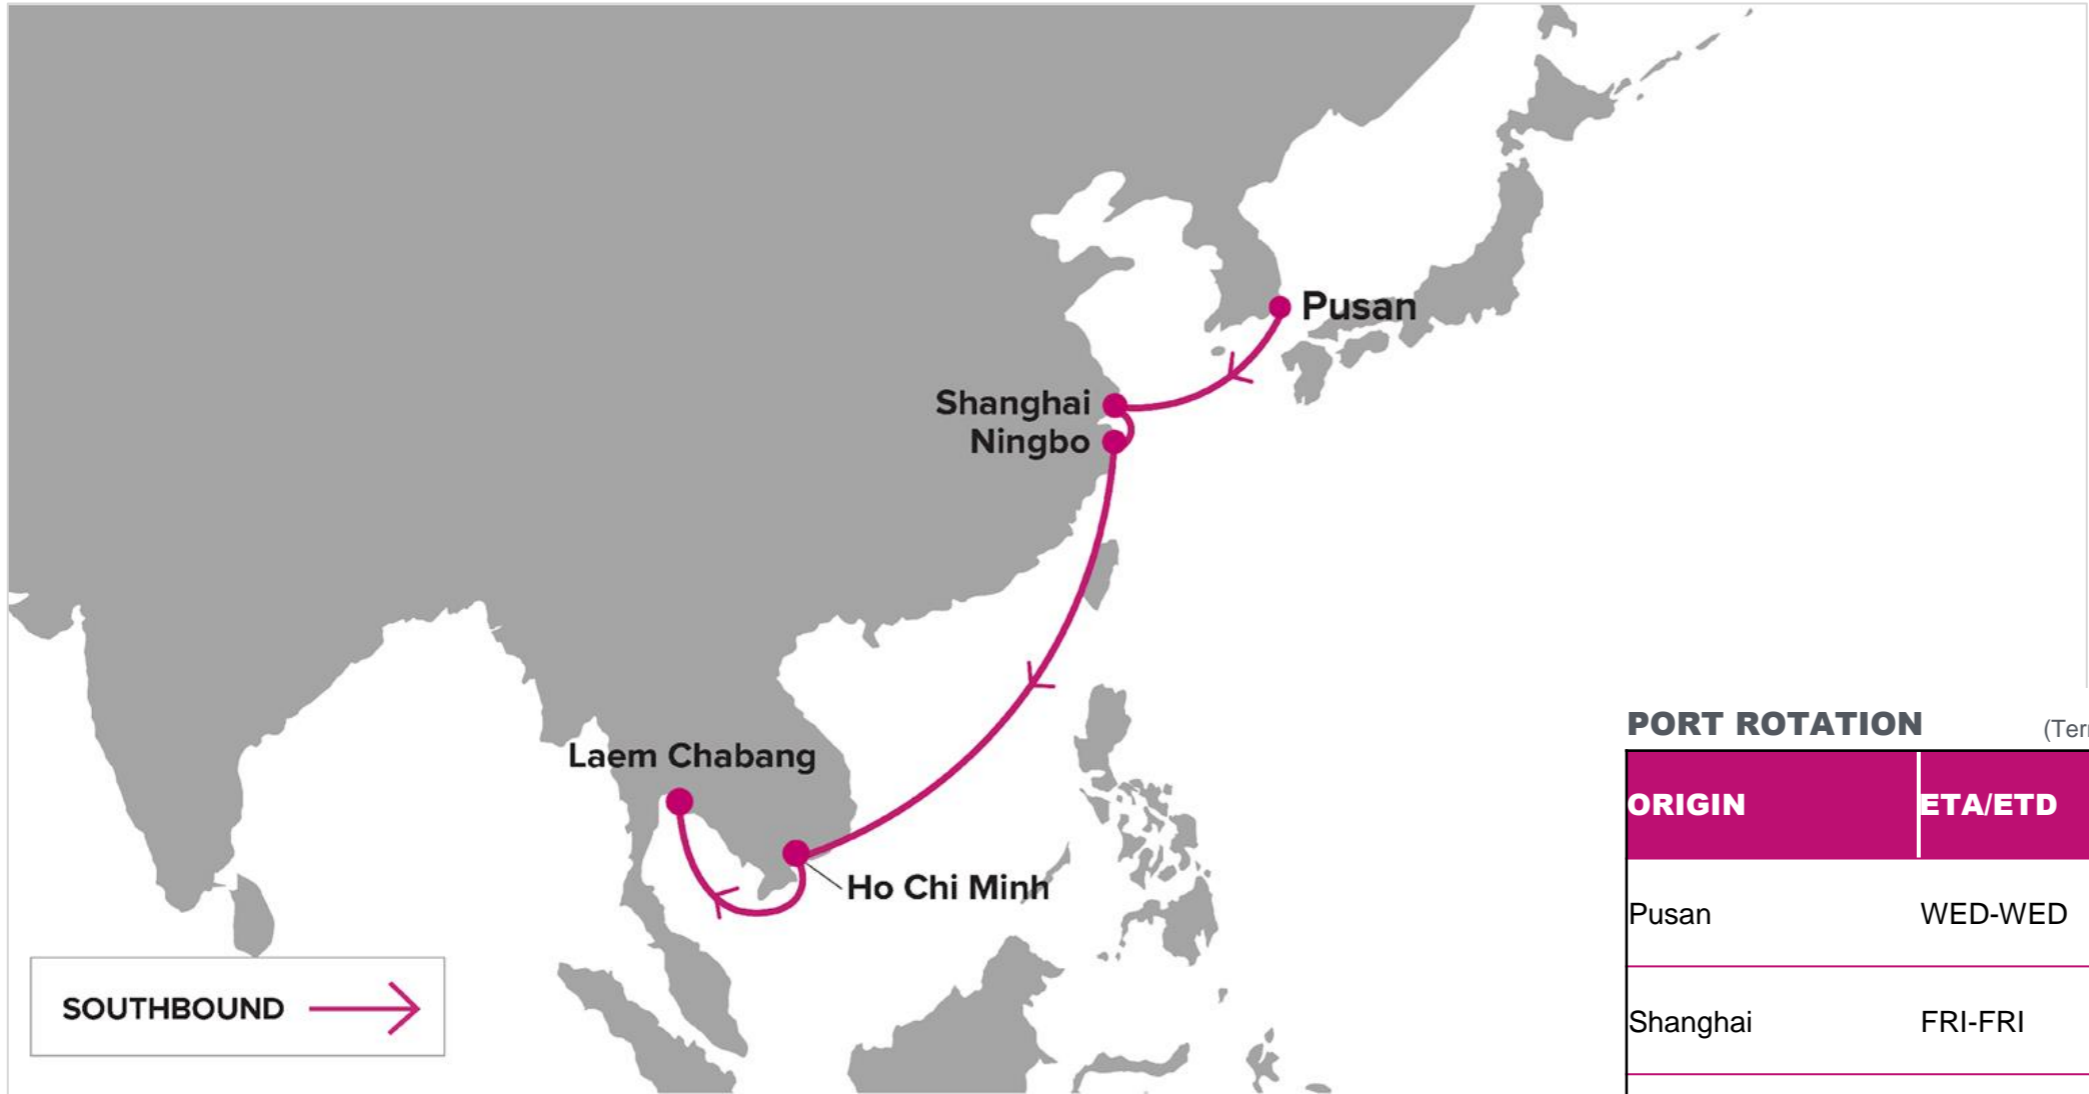 Pusan
Shanghai
Ningbo
Laem Chabang
Ho Chi Minh
SOUTHBOUND
PORT ROTATION
ORIGIN ETA/ETD
Pusan WED-WED
Shanghai FRI-FRI